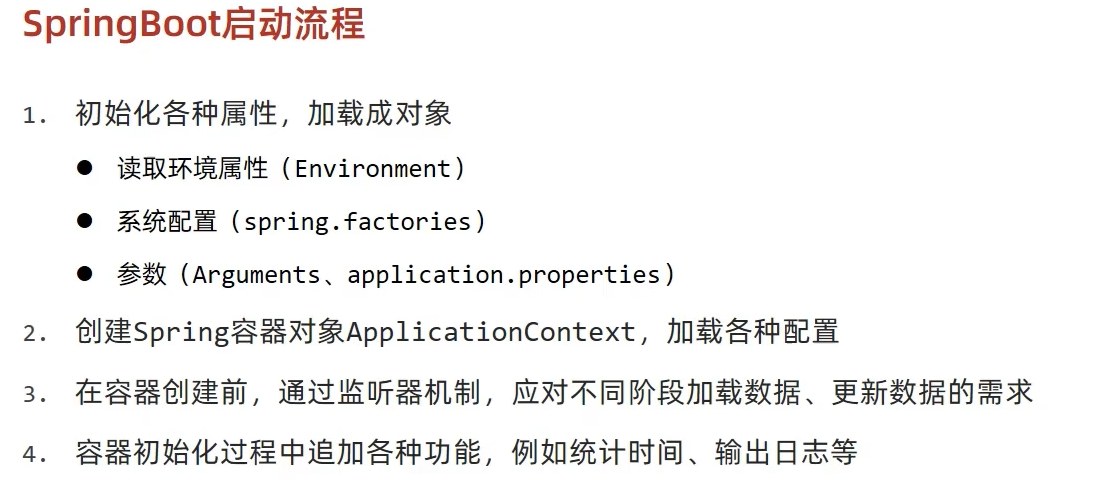 SpringBoot启动流程
1. 初始化各种属性，加载成对象
● 读取环境属性（Environment）
● 系统配置（spring.factories）
● 参数（Arguments、application.properties）
2. 创建Spring容器对象ApplicationContext，加载各种配置
3. 在容器创建前，通过监听器机制，应对不同阶段加载数据、更新数据的需求
4. 容器初始化过程中追加各种功能，例如统计时间、输出日志等